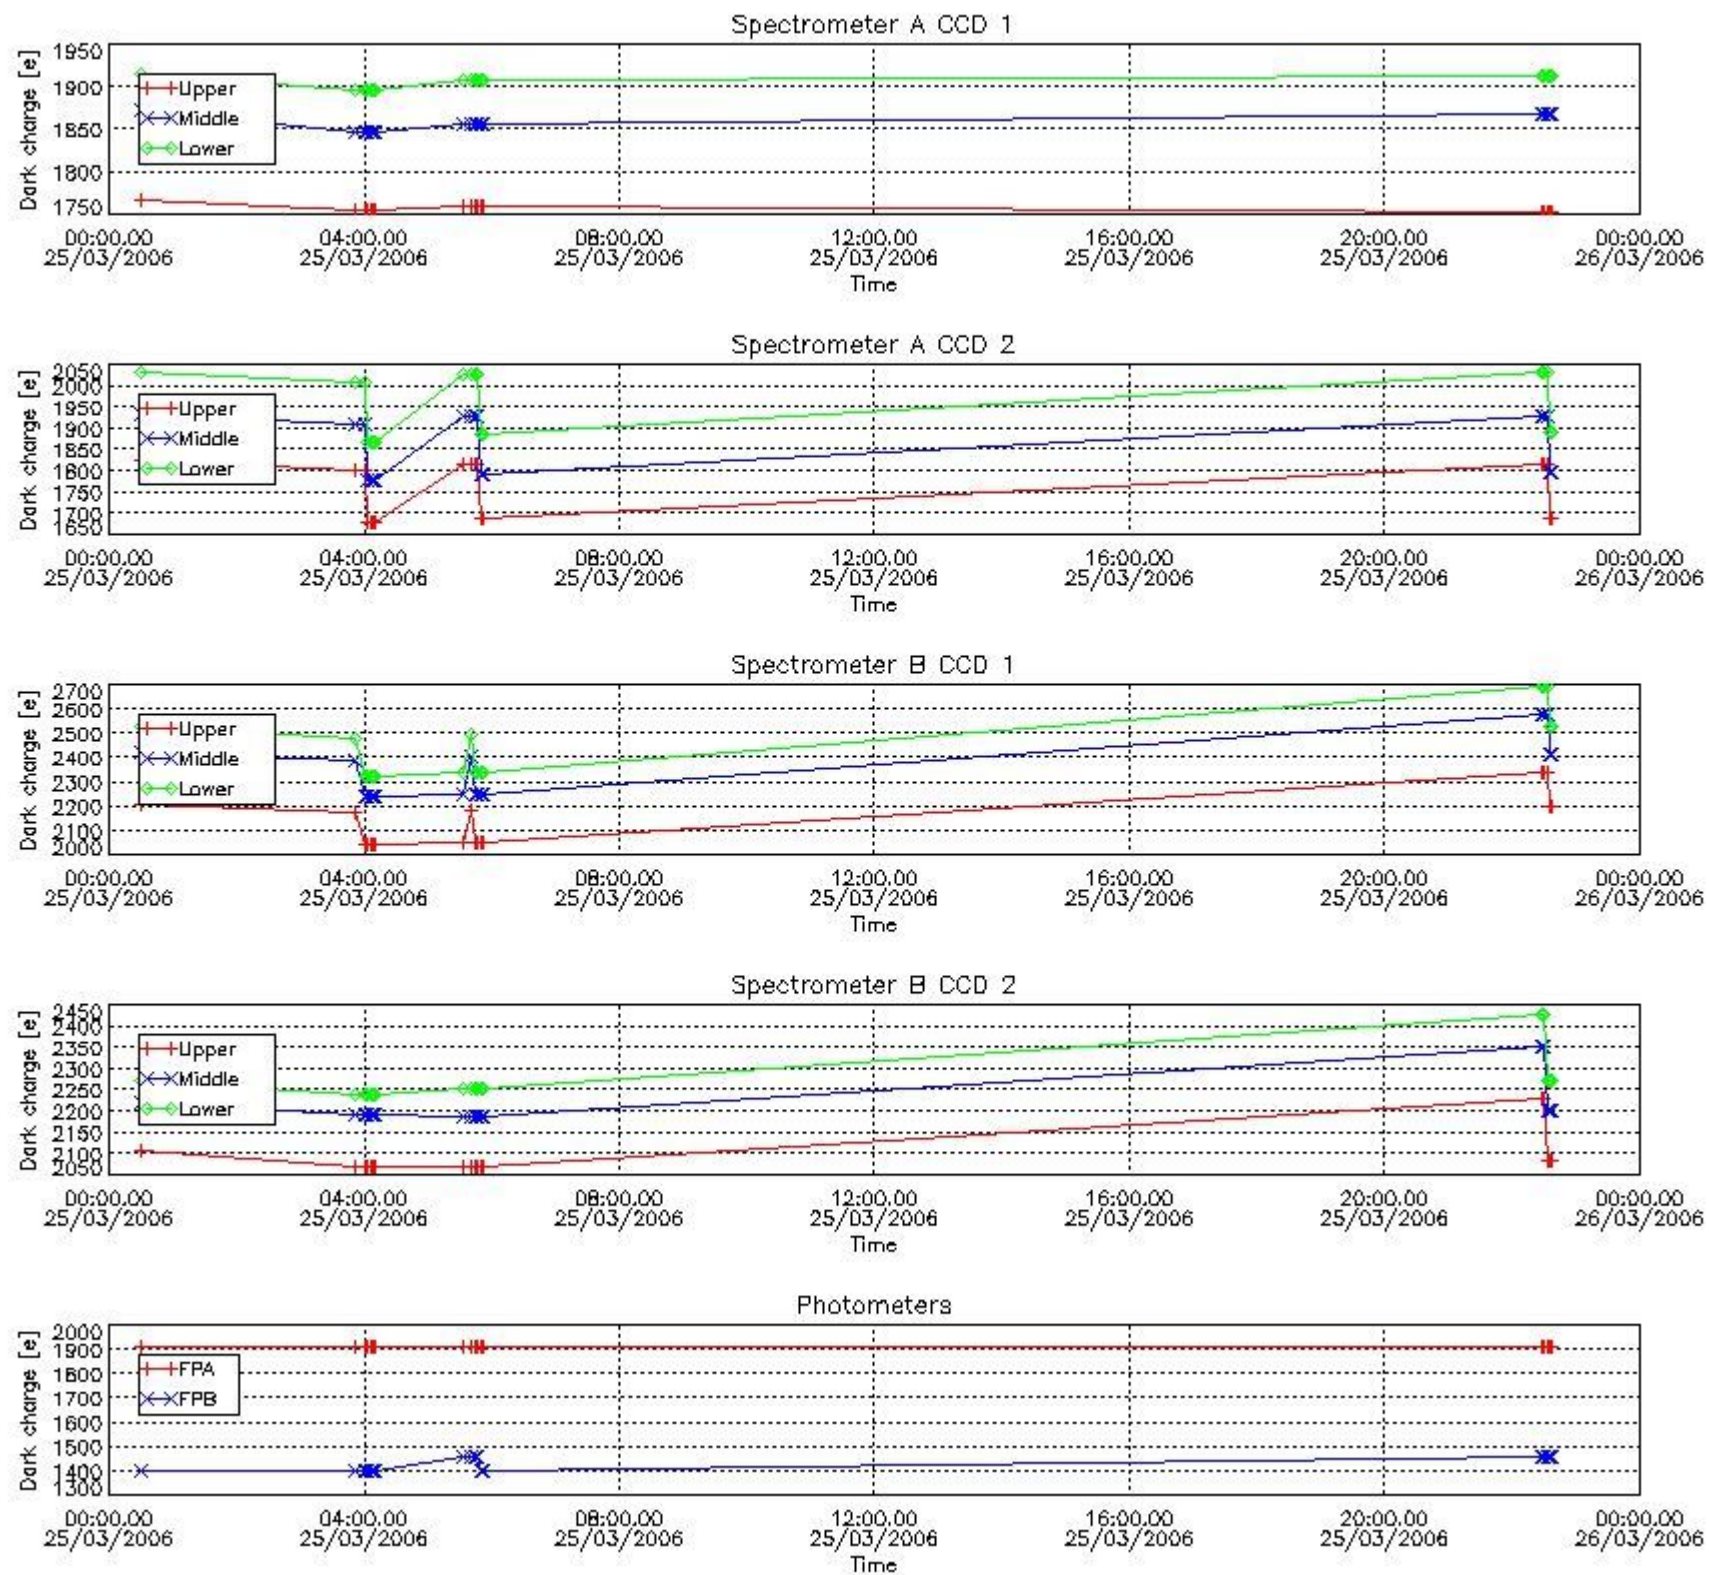 Spectrometer A CCD 1
Dark charge [e]
1950
1900
1850
1800
1750
Upper
Middle
Lower
00:00.00 04:00.00 08:00.00 12:00.00 16:00.00 20:00.00 00:00.00
25/03/2006 25/03/2006 25/03/2006 25/03/2006 25/03/2006 25/03/2006 26/03/2006
Time
Spectrometer A CCD 2
Dark charge [e]
2050
2000
1950
1900
1850
1800
1750
1700
1650
Upper
Middle
Lower
00:00.00 04:00.00 08:00.00 12:00.00 16:00.00 20:00.00 00:00.00
25/03/2006 25/03/2006 25/03/2006 25/03/2006 25/03/2006 25/03/2006 26/03/2006
Time
Spectrometer B CCD 1
Dark charge [e]
2700
2600
2500
2400
2300
2200
2100
2000
Upper
Middle
Lower
00:00.00 04:00.00 08:00.00 12:00.00 16:00.00 20:00.00 00:00.00
25/03/2006 25/03/2006 25/03/2006 25/03/2006 25/03/2006 25/03/2006 26/03/2006
Time
Spectrometer B CCD 2
Dark charge [e]
2450
2400
2350
2300
2250
2200
2150
2100
2050
Upper
Middle
Lower
00:00.00 04:00.00 08:00.00 12:00.00 16:00.00 20:00.00 00:00.00
25/03/2006 25/03/2006 25/03/2006 25/03/2006 25/03/2006 25/03/2006 26/03/2006
Time
Photometers
Dark charge [e]
2000
1900
1800
1700
1600
1500
1400
1300
FPA
FPB
00:00.00 04:00.00 08:00.00 12:00.00 16:00.00 20:00.00 00:00.00
25/03/2006 25/03/2006 25/03/2006 25/03/2006 25/03/2006 25/03/2006 26/03/2006
Time